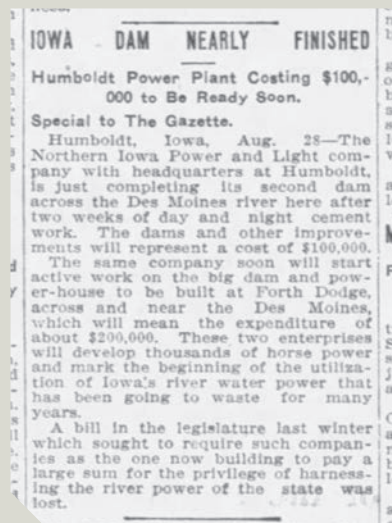 IOWA DAM NEARLY FINISHED
Humboldt Power Plant Costing $100,-
000 to Be Ready Soon.
Special to The Gazette.
Humboldt, Iowa, Aug. 28—The
Northern Iowa Power and Light com-
pany with headquarters at Humboldt,
is just completing its second dam
across the Des Moines river here after
two weeks of day and night cement
work. The dams and other improve-
ments will represent a cost of $100,000.
The same company soon will start
active work on the big dam and pow-
er-house to be built at Forth Dodge,
across and near the Des Moines,
which will mean the expenditure of
about $200,000. These two enterprises
will develop thousands of horse power
and mark the beginning of the utiliza-
tion of Iowa's river water power that
has been going to waste for many
years.
A bill in the legislature last winter
which sought to require such compan-
ies as the one now building to pay a
large sum for the privilege of harness-
ing the river power of the state was
lost.